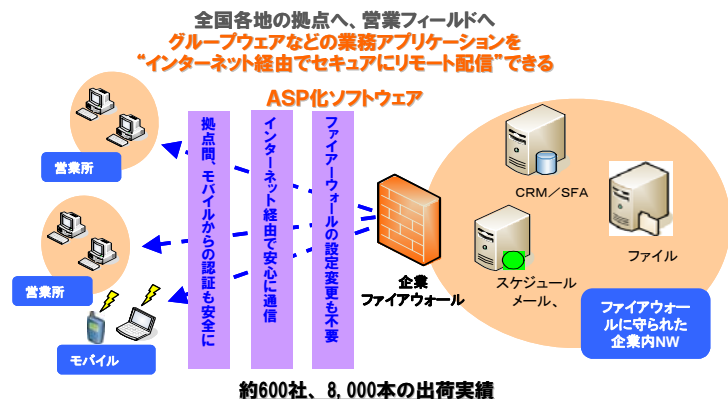 全国各地の拠点へ、営業フィールドへ
グループウェアなどの業務アプリケーションを
“インターネット経由でセキュアにリモート配信”できる
ASP化ソフトウェア
営業所
営業所
モバイル
拠点間、モバイルからの認証も安全に
インターネット経由で安心に通信
ファイアーウォールの設定変更も不要
企業
ファイアウォール
CRM／SFA
スケジュール
メール、
ファイル
ファイアウォー
ルに守られた
企業内NW
約600社、8,000本の出荷実績